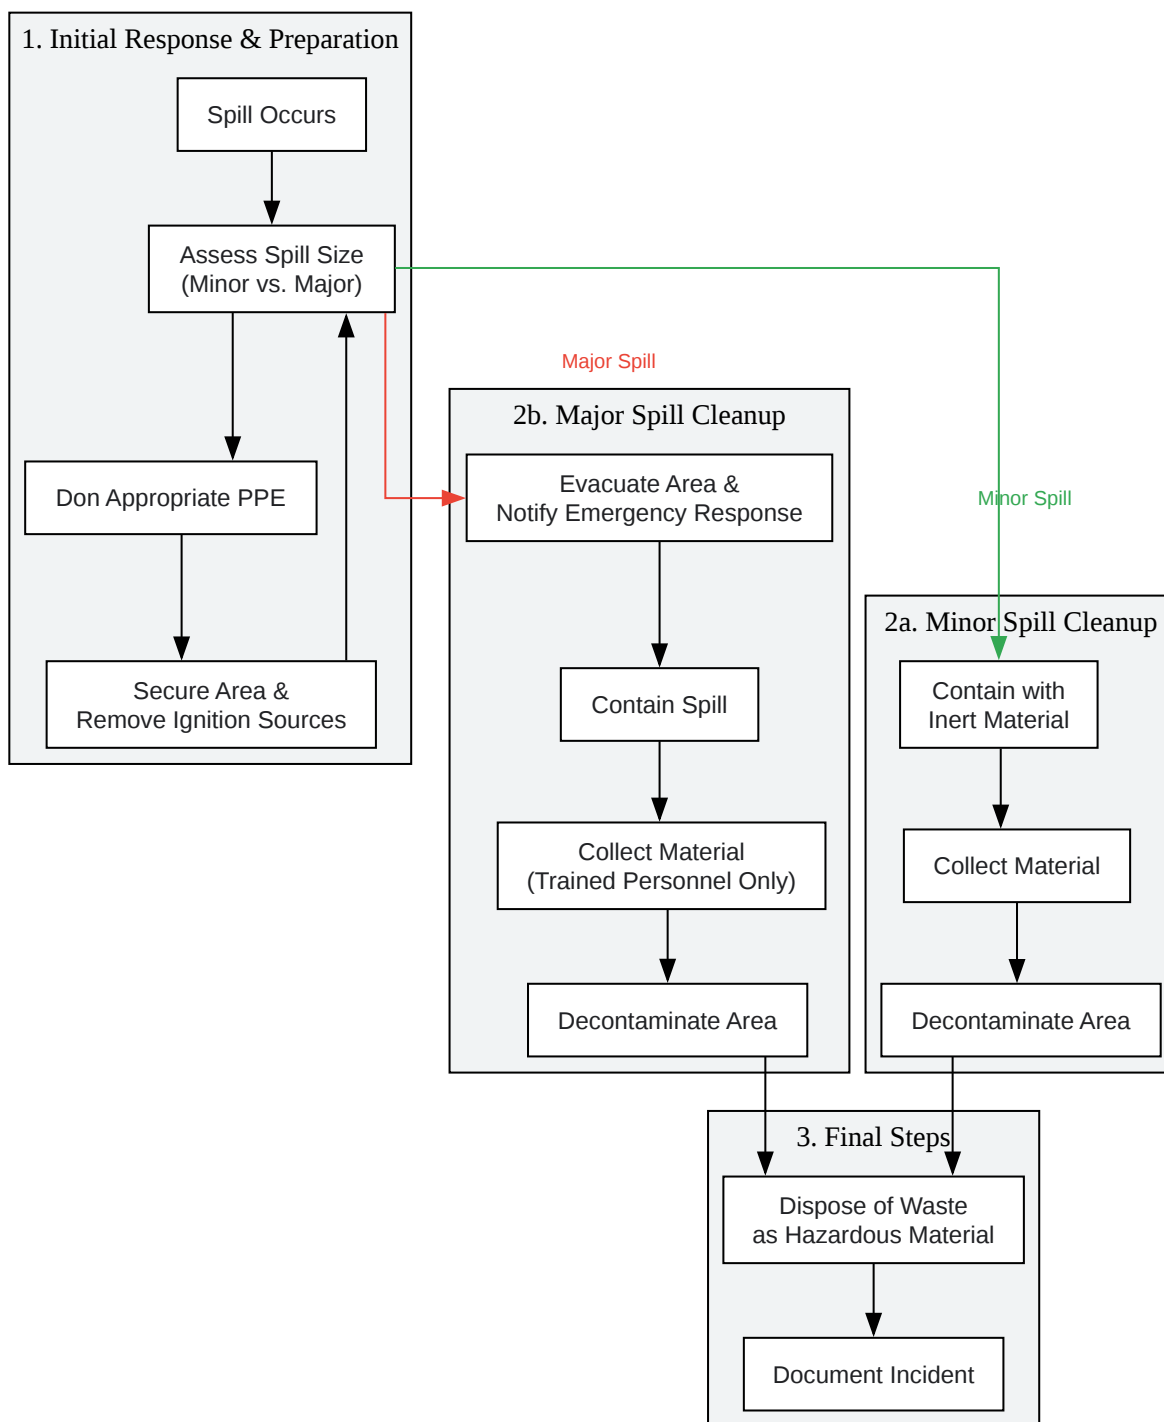 1. Initial Response & Preparation
Spill Occurs
Assess Spill Size
(Minor vs. Major)
Don Appropriate PPE
Secure Area &
Remove Ignition Sources
Major Spill
2b. Major Spill Cleanup
Evacuate Area &
Notify Emergency Response
Contain Spill
Collect Material
(Trained Personnel Only)
Decontaminate Area
Minor Spill
2a. Minor Spill Cleanup
Contain with
Inert Material
Collect Material
Decontaminate Area
3. Final Steps
Dispose of Waste
as Hazardous Material
Document Incident